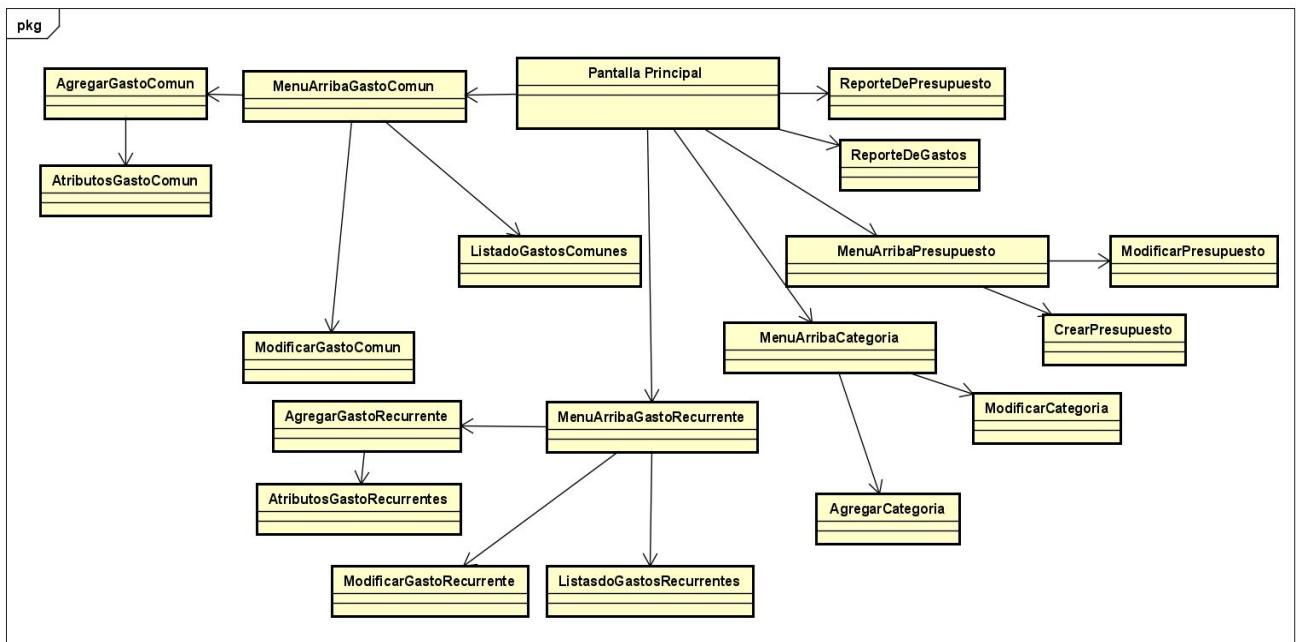 pkg
Pantalla Principal
AgregarGastoComun
MenuArribaGastoComun
ReporteDePresupuesto
ReporteDeGastos
AtributosGastoComun
ListadoGastosComunes
MenuArribaPresupuesto
ModificarPresupuesto
CrearPresupuesto
MenuArribaCategoria
ModificarGastoComun
ModificarCategoria
AgregarGastoRecurrente
MenuArribaGastoRecurrente
AtributosGastoRecurrentes
AgregarCategoria
ModificarGastoRecurrente
ListasdoGastosRecurrentes